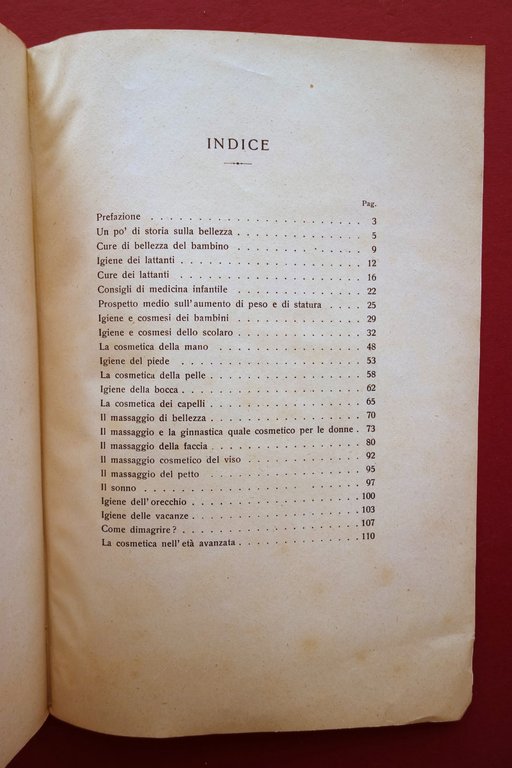 INDICE
Pag.
Prefazione . . . . . . . . . . . . . . . . . . 3
Un po' di storia sulla bellezza . . . . . . . . . . . 5
Cure di bellezza del bambino . . . . . . . . . . . 9
Igiene dei lattanti . . . . . . . . . . . . . . . . 12
Cure dei lattanti . . . . . . . . . . . . . . . . 16
Consigli di medicina infantile . . . . . . . . . . . 22
Prospetto medio sull'aumento di peso e di statura . . . . 25
Igiene e cosmesi dei bambini . . . . . . . . . . . 29
Igiene e cosmesi dello scolaro . . . . . . . . . . . 32
La cosmetica della mano . . . . . . . . . . . . . 48
Igiene del piede . . . . . . . . . . . . . . . . 53
La cosmetica della pelle . . . . . . . . . . . . . 58
Igiene della bocca . . . . . . . . . . . . . . . 62
La cosmetica dei capelli . . . . . . . . . . . . . 65
Il massaggio di bellezza . . . . . . . . . . . . . 70
Il massaggio e la ginnastica quale cosmetico per le donne . 73
Il massaggio della faccia . . . . . . . . . . . . . 80
Il massaggio cosmetico del viso . . . . . . . . . . 92
Il massaggio del petto . . . . . . . . . . . . . . 95
Il sonno . . . . . . . . . . . . . . . . . . . 97
Igiene dell'orecchio . . . . . . . . . . . . . . . 100
Igiene delle vacanze . . . . . . . . . . . . . . . 103
Come dimagrire ? . . . . . . . . . . . . . . . . 107
La cosmetica nell'età avanzata . . . . . . . . . . . 110